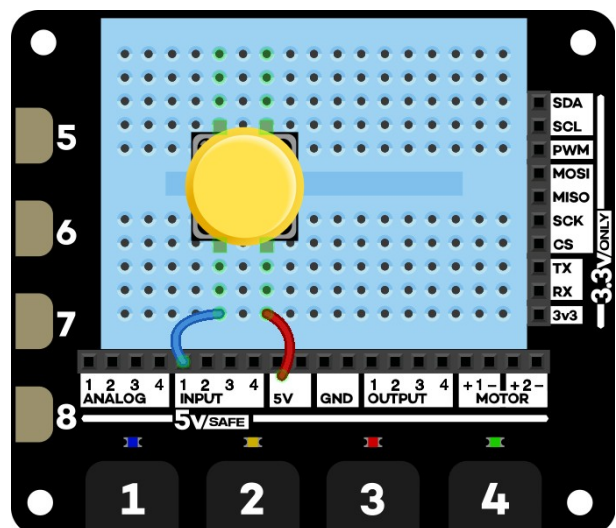 5
6
7
8
SDA
SCL
PWM
MOSI
MISO
SCK
CS
TX
RX
3v3
3.3v/ONLY
1 2 3 4 1 2 3 4 5V GND 1 2 3 4 +1- +2-
ANALOG INPUT OUTPUT MOTOR
5V/SAFE
1 2 3 4